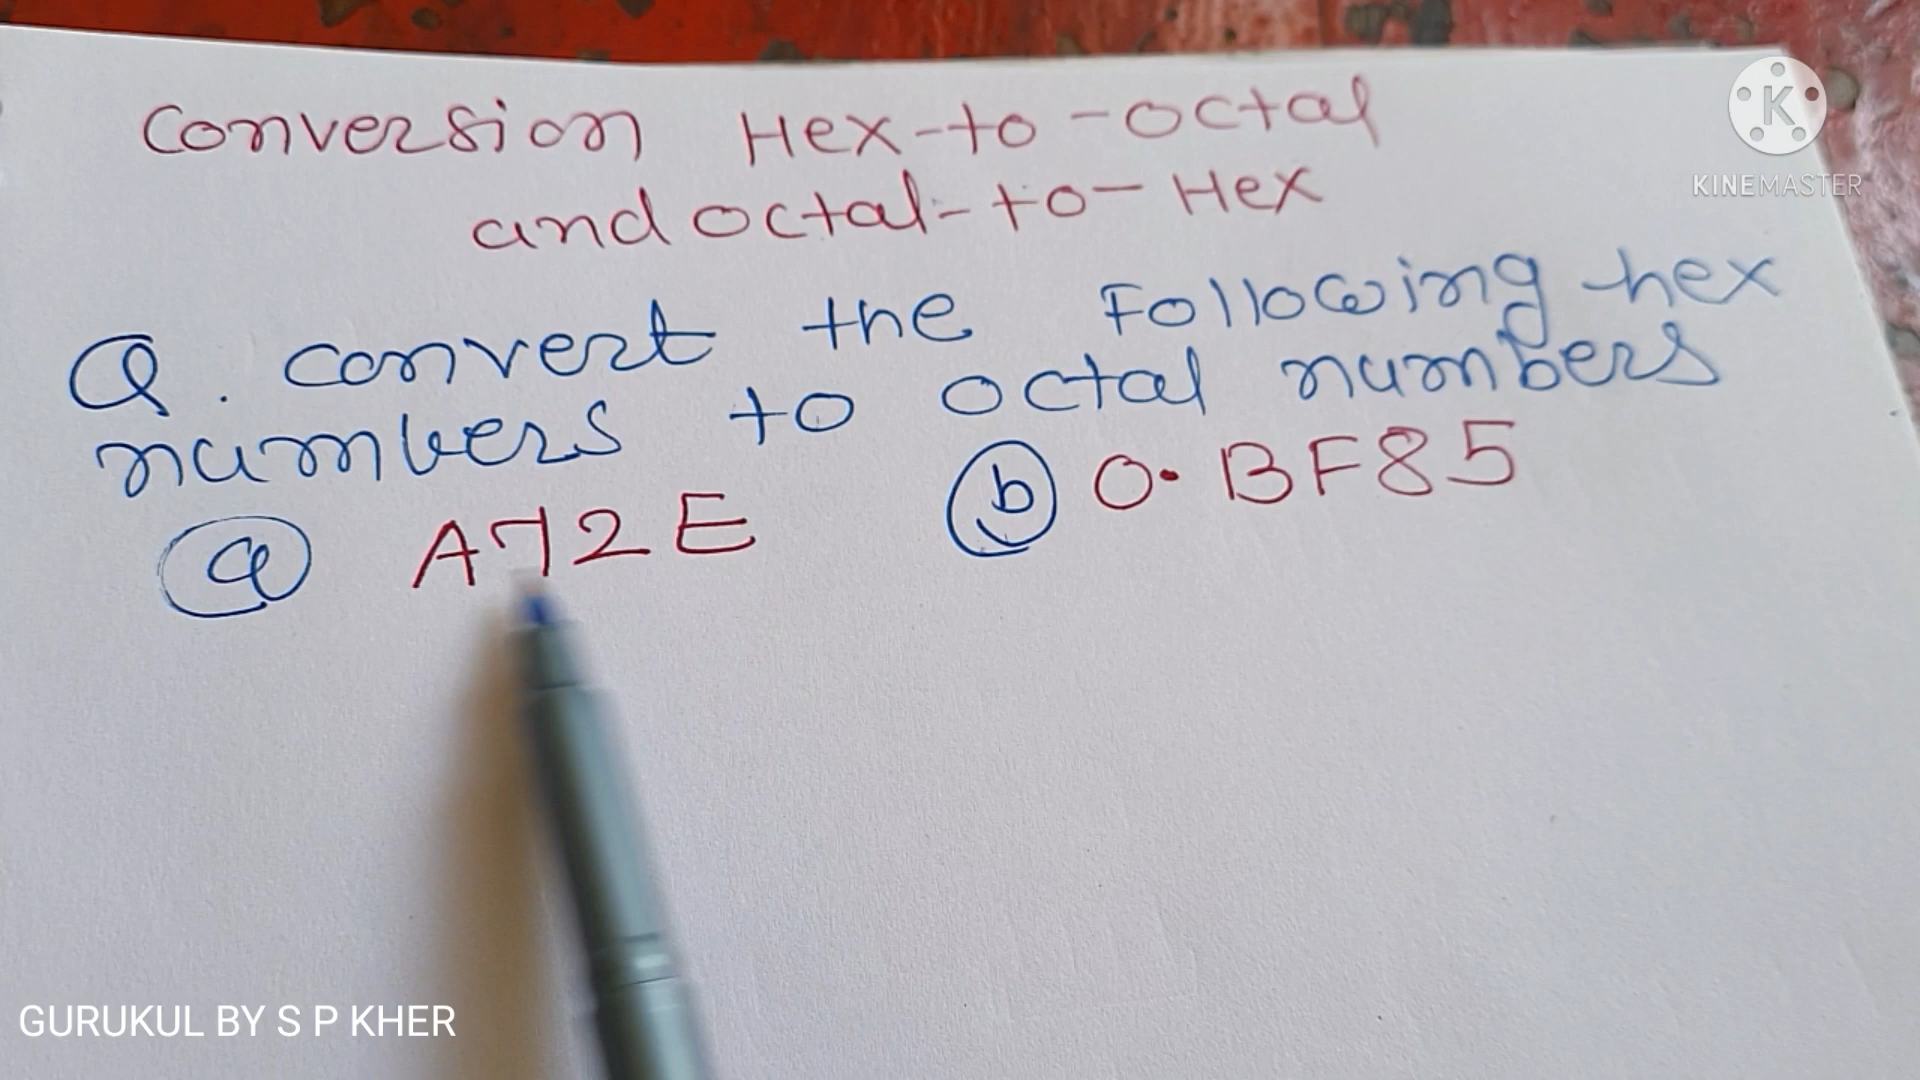 Conversion Hex-to-octal
and octal-to-Hex
Q. convert the Following hex
numbers to octal numbers
(a) A72E (b) 0.BF85
KINEMASTER
GURUKUL BY S P KHER